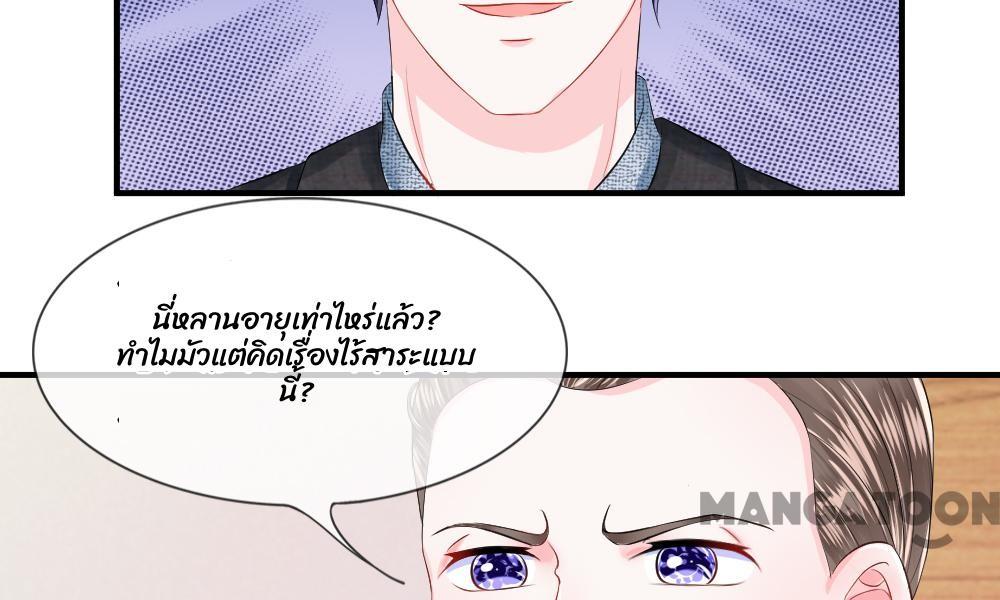 นี่หลานอายุเท่าไหร่แล้ว?
ทำไมมัวแต่คิดเรื่องไร้สาระแบบ
นี้?
MANGATOON